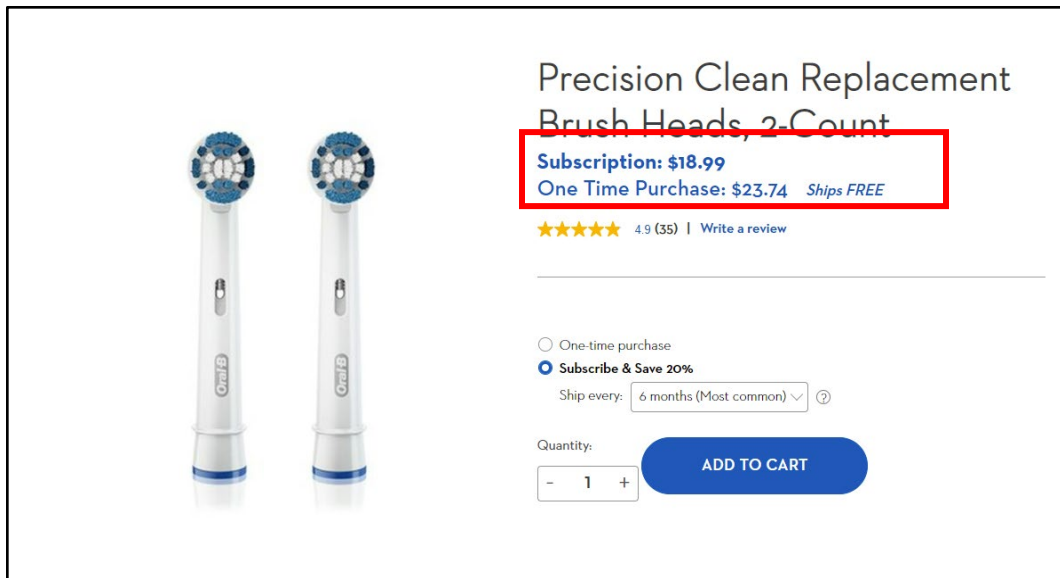 Precision Clean Replacement
Brush Heads, 2-Count
Subscription: $18.99
One Time Purchase: $23.74 Ships FREE
4.9 (35) | Write a review
One-time purchase
Subscribe & Save 20%
Ship every: 6 months (Most common) ?
Quantity:
- 1 +
ADD TO CART
Oral-B
Oral-B